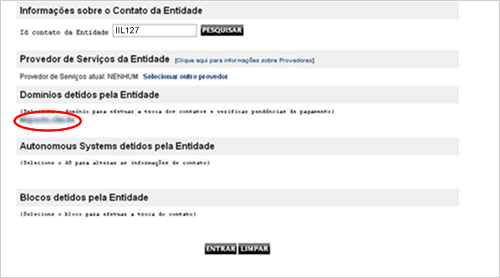 Informações sobre o Contato da Entidade
Id contato da Entidade IIL127 PESQUISAR
Provedor de Serviços da Entidade [Clique aqui para informações sobre Provedores]
Provedor de Serviços atual: NENHUM Selecionar outro provedor
Domínios detidos pela Entidade
(Selecione o domínio para efetuar a troca dos contatos e verificar pendências de pagamento)
Autonomous Systems detidos pela Entidade
(Selecione o AS para alterar as informações de contato)
Blocos detidos pela Entidade
(Selecione o bloco para efetuar a troca do contato)
ENTRAR LIMPAR